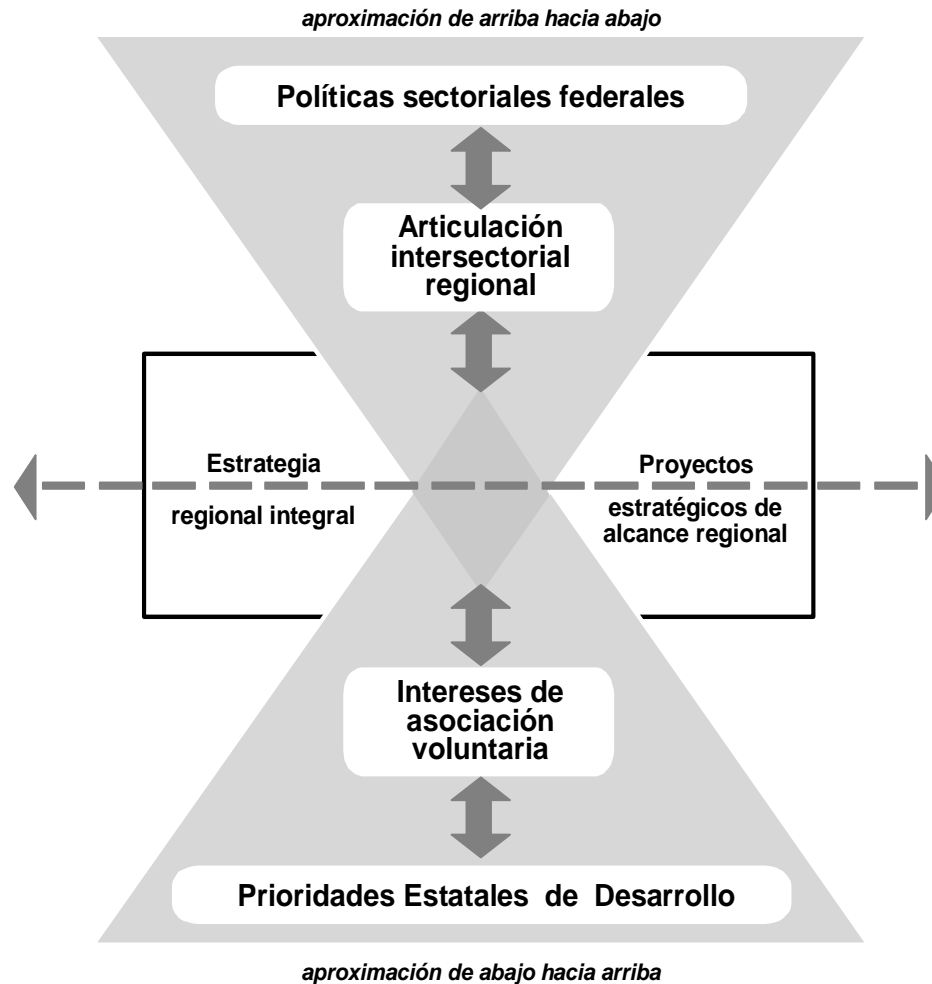 aproximación de arriba hacia abajo
Políticas sectoriales federales
Articulación
intersectorial
regional
Estrategia
regional integral
Proyectos
estratégicos de
alcance regional
Intereses de
asociación
voluntaria
Prioridades Estatales de Desarrollo
aproximación de abajo hacia arriba